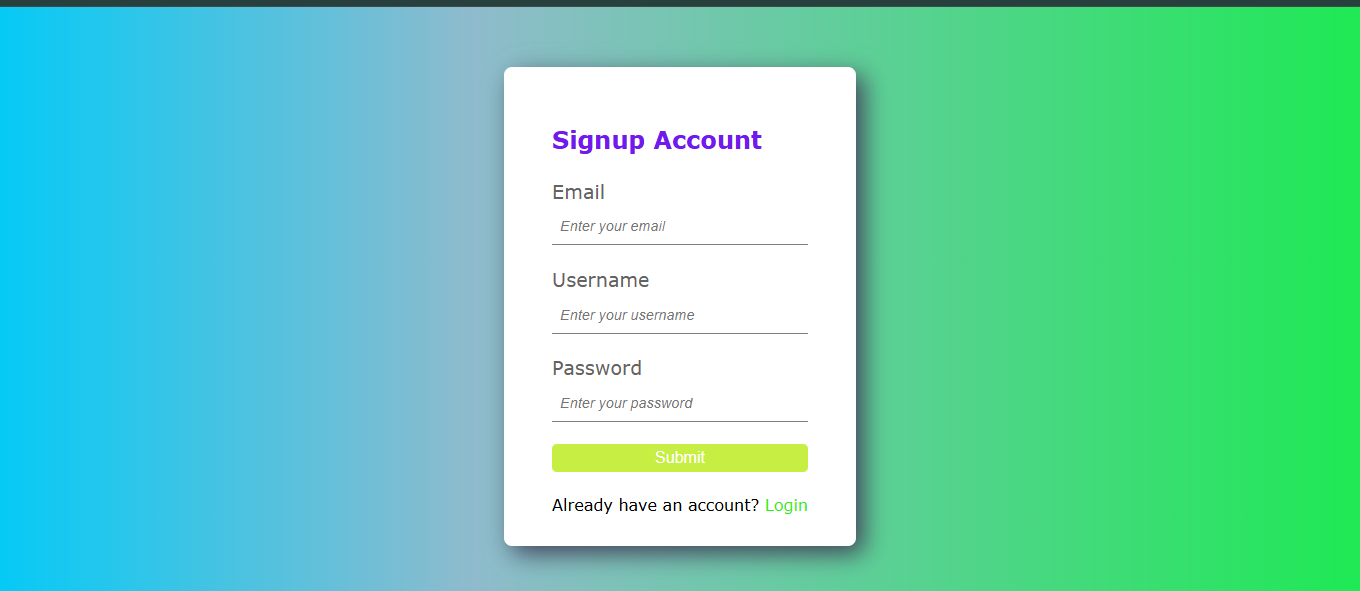 Signup Account
Email
Enter your email
Username
Enter your username
Password
Enter your password
Submit
Already have an account? Login